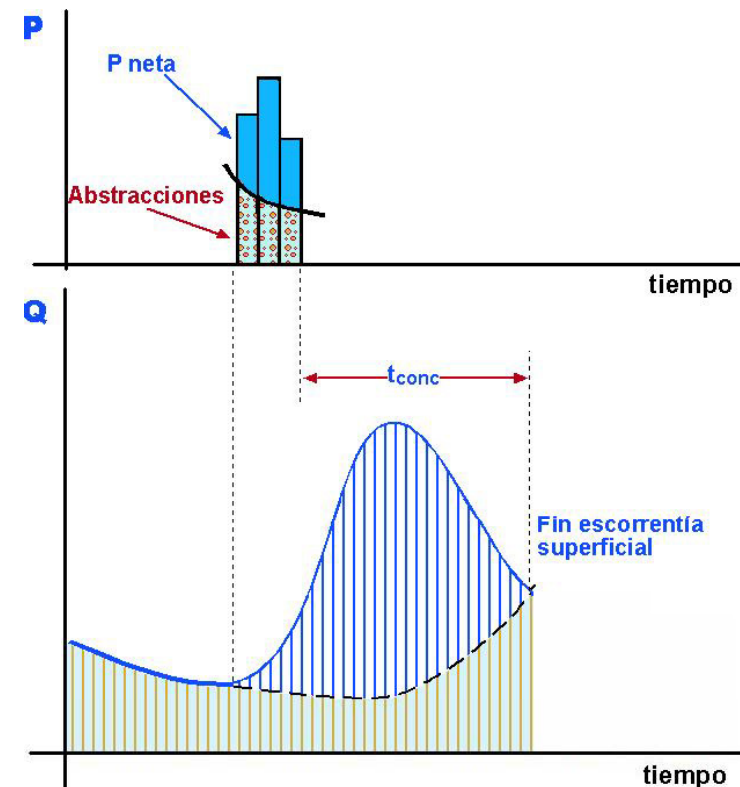 P
P neta
Abstracciones
tiempo
Q
tconc
Fin escorrentía
superficial
tiempo